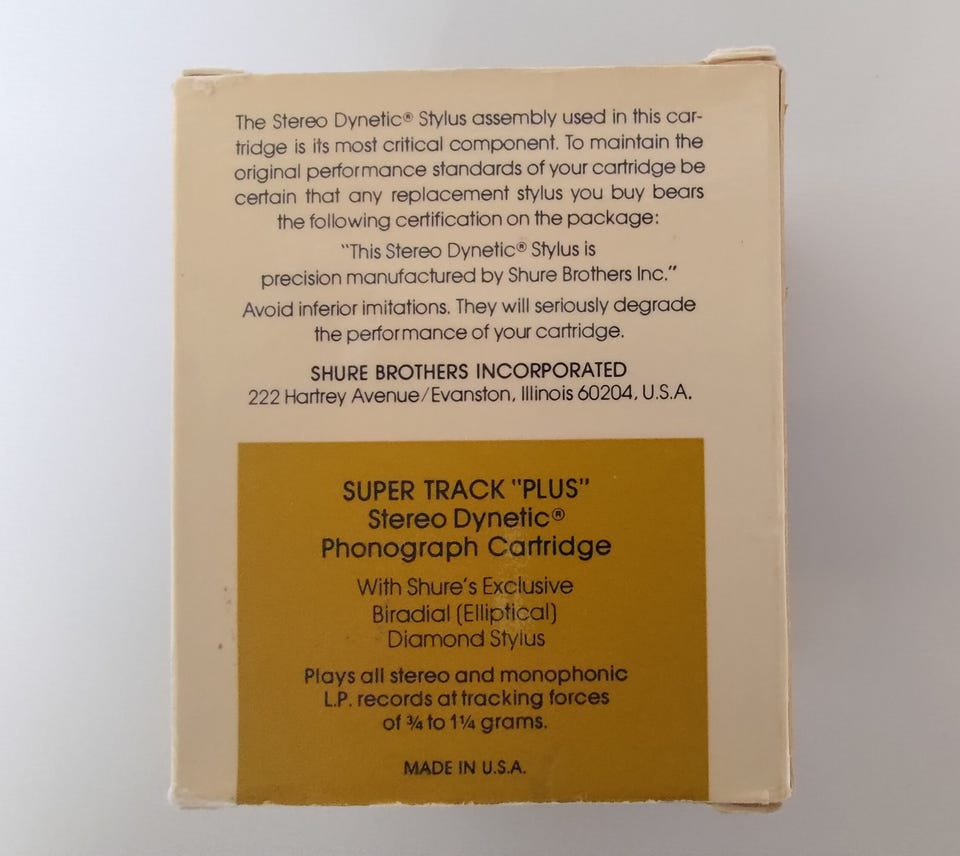 The Stereo Dynetic® Stylus assembly used in this car-
tridge is its most critical component. To maintain the
original performance standards of your cartridge be
certain that any replacement stylus you buy bears
the following certification on the package:
"This Stereo Dynetic® Stylus is
precision manufactured by Shure Brothers Inc."
Avoid inferior imitations. They will seriously degrade
the performance of your cartridge.
SHURE BROTHERS INCORPORATED
222 Hartrey Avenue/Evanston, Illinois 60204, U.S.A.
SUPER TRACK "PLUS"
Stereo Dynetic®
Phonograph Cartridge
With Shure's Exclusive
Biradial (Elliptical)
Diamond Stylus
Plays all stereo and monophonic
L.P. records at tracking forces
of ¾ to 1¼ grams.
MADE IN U.S.A.